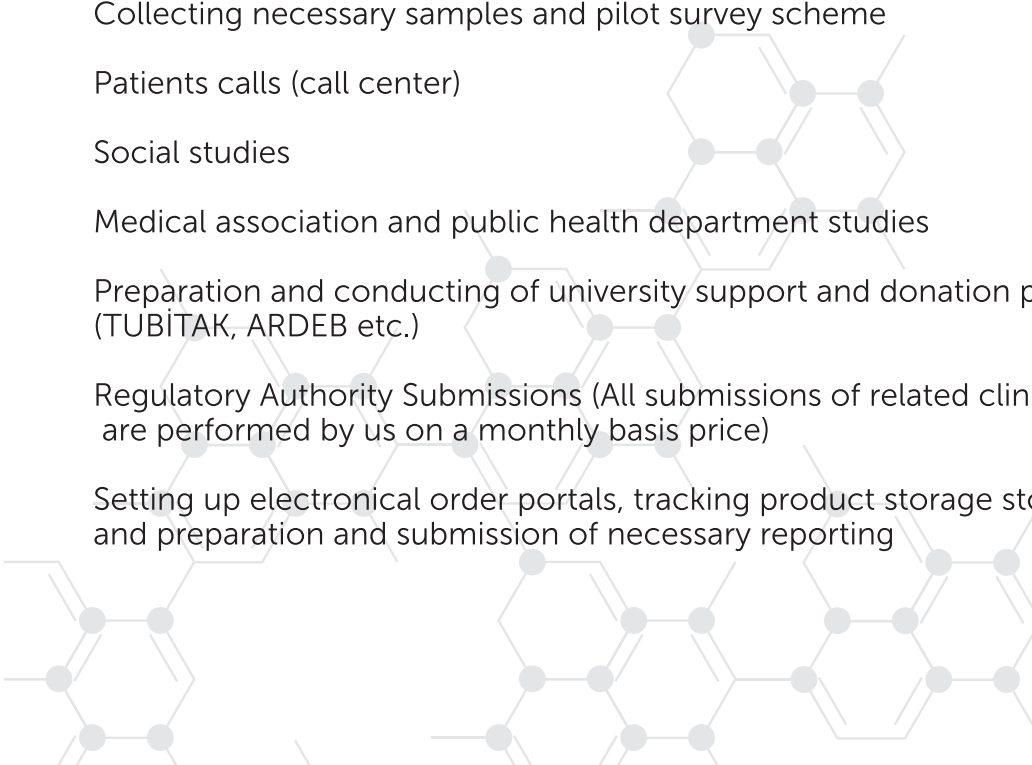 Collecting necessary samples and pilot survey scheme
Patients calls (call center)
Social studies
Medical association and public health department studies
Preparation and conducting of university support and donation
(TUBİTAK, ARDEB etc.)
Regulatory Authority Submissions (All submissions of related
are performed by us on a monthly basis price)
Setting up electronical order portals, tracking product storage
and preparation and submission of necessary reporting